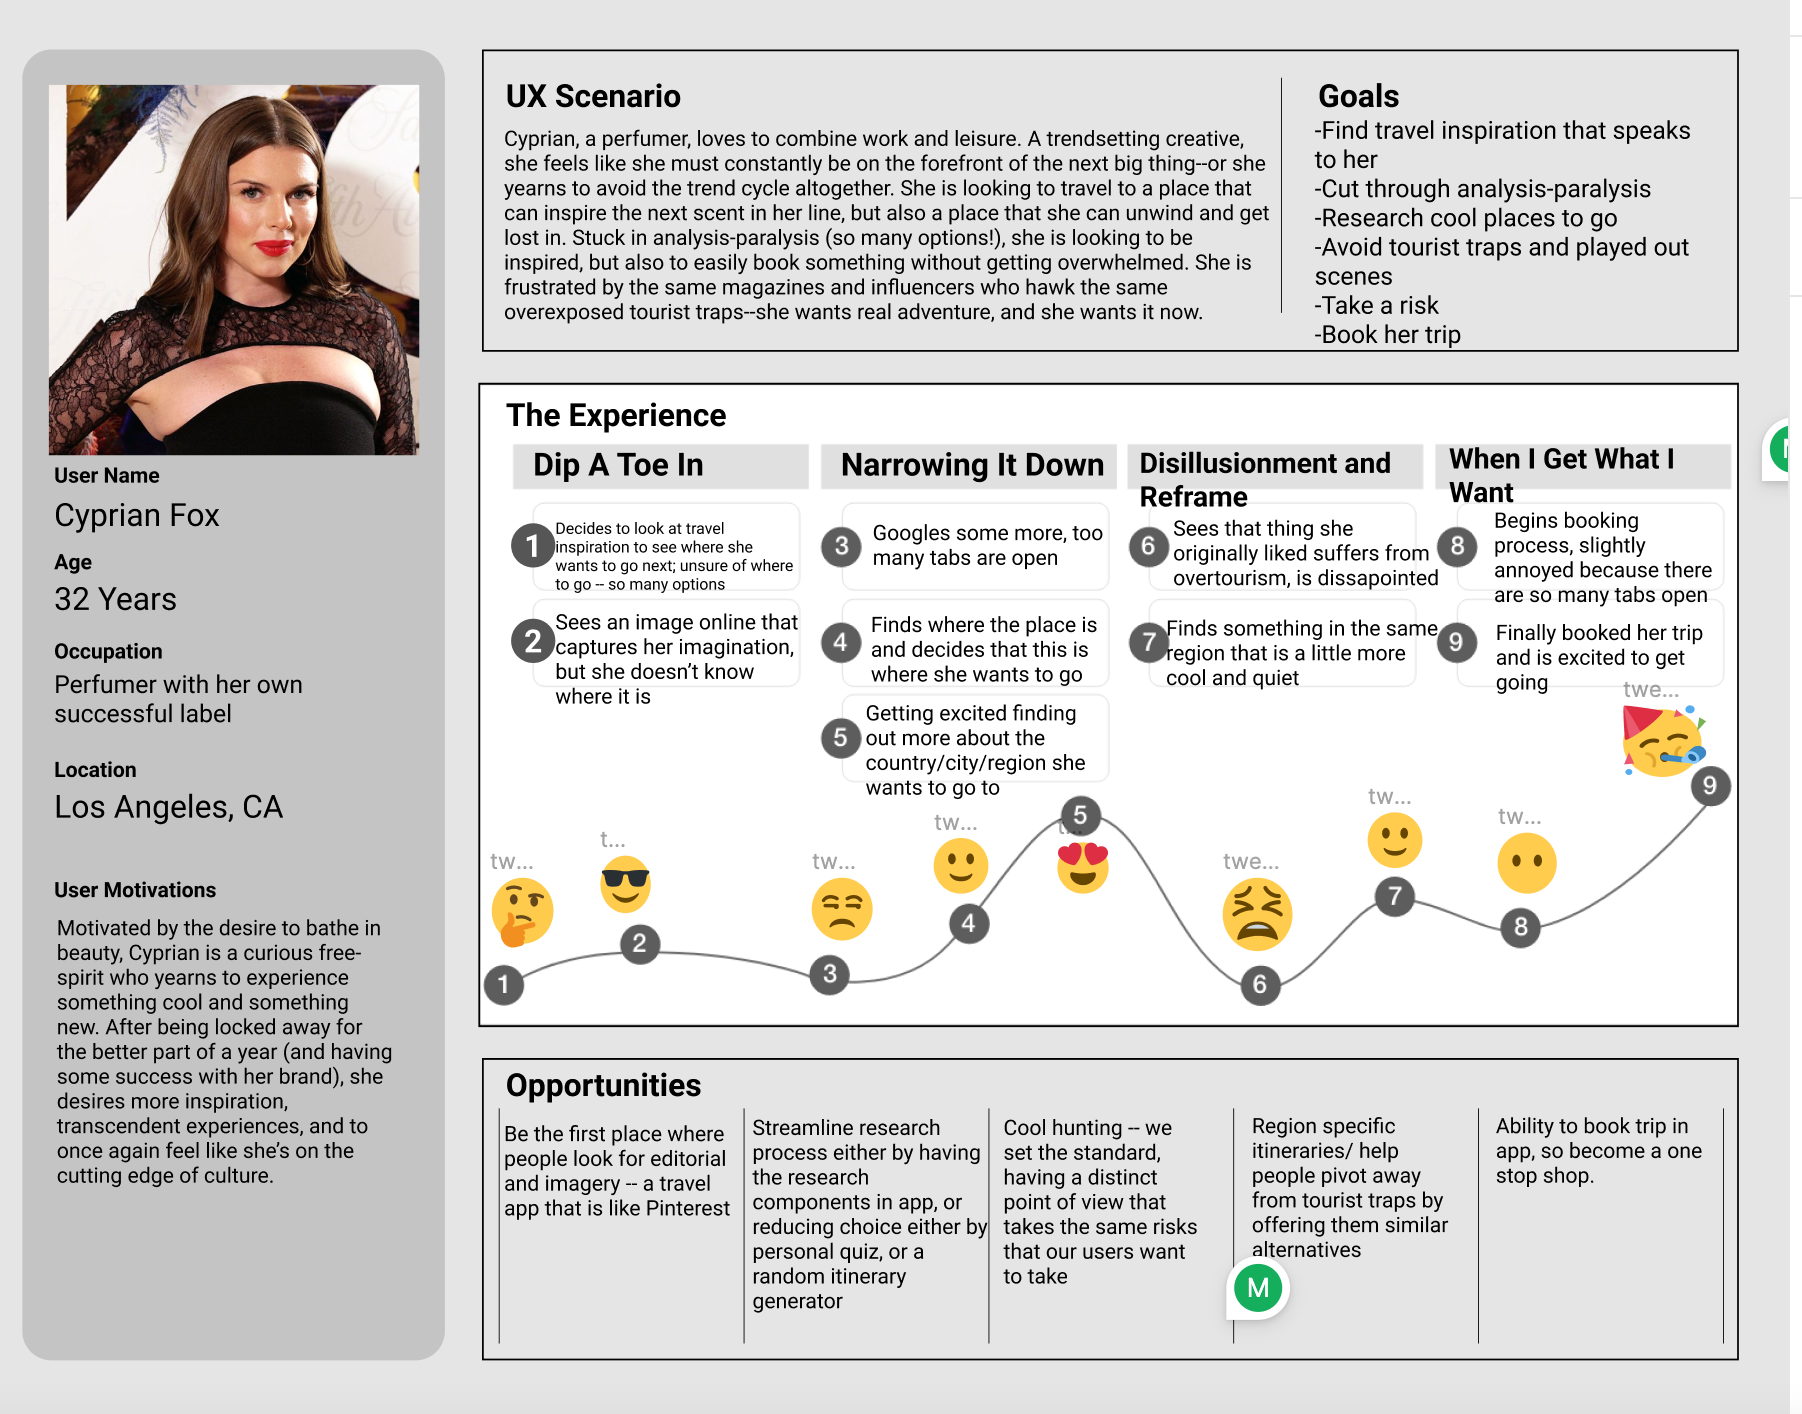 User Name
Cyprian Fox
Age
32 Years
Occupation
Perfumer with her own
successful label
Location
Los Angeles, CA
User Motivations
Motivated by the desire to bathe in
beauty, Cyprian is a curious free-
spirit who yearns to experience
something cool and something
new. After being locked away for
the better part of a year (and having
some success with her brand), she
desires more inspiration,
transcendent experiences, and to
once again feel like she's on the
cutting edge of culture.
UX Scenario
Cyprian, a perfumer, loves to combine work and leisure. A trendsetting creative,
she feels like she must constantly be on the forefront of the next big thing--or she
yearns to avoid the trend cycle altogether. She is looking to travel to a place that
can inspire the next scent in her line, but also a place that she can unwind and get
lost in. Stuck in analysis-paralysis (so many options!), she is looking to be
inspired, but also to easily book something without getting overwhelmed. She is
frustrated by the same magazines and influencers who hawk the same
overexposed tourist traps--she wants real adventure, and she wants it now.
Goals
-Find travel inspiration that speaks
to her
-Cut through analysis-paralysis
-Research cool places to go
-Avoid tourist traps and played out
scenes
-Take a risk
-Book her trip
The Experience
Dip A Toe In
1
Decides to look at travel
inspiration to see where she
wants to go next; unsure of where
to go -- so many options
2
Sees an image online that
captures her imagination,
but she doesn't know
where it is
Narrowing It Down
3
Googles some more, too
many tabs are open
4
Finds where the place is
and decides that this is
where she wants to go
5
Getting excited finding
out more about the
country/city/region she
wants to go to
Disillusionment and
Reframe
6
Sees that thing she
originally liked suffers from
overtourism, is dissapointed
7
Finds something in the same
region that is a little more
cool and quiet
When I Get What I
Want
8
Begins booking
process, slightly
annoyed because there
are so many tabs open
9
Finally booked her trip
and is excited to get
going
tw...
t...
tw...
tw...
t...
twe...
tw...
tw...
twe...
1
2
3
4
5
6
7
8
9
Opportunities
Be the first place where
people look for editorial
and imagery -- a travel
app that is like Pinterest
Streamline research
process either by having
the research
components in app, or
reducing choice either by
personal quiz, or a
random itinerary
generator
Cool hunting -- we
set the standard,
having a distinct
point of view that
takes the same risks
that our users want
to take
Region specific
itineraries/ help
people pivot away
from tourist traps by
offering them similar
alternatives
M
Ability to book trip in
app, so become a one
stop shop.